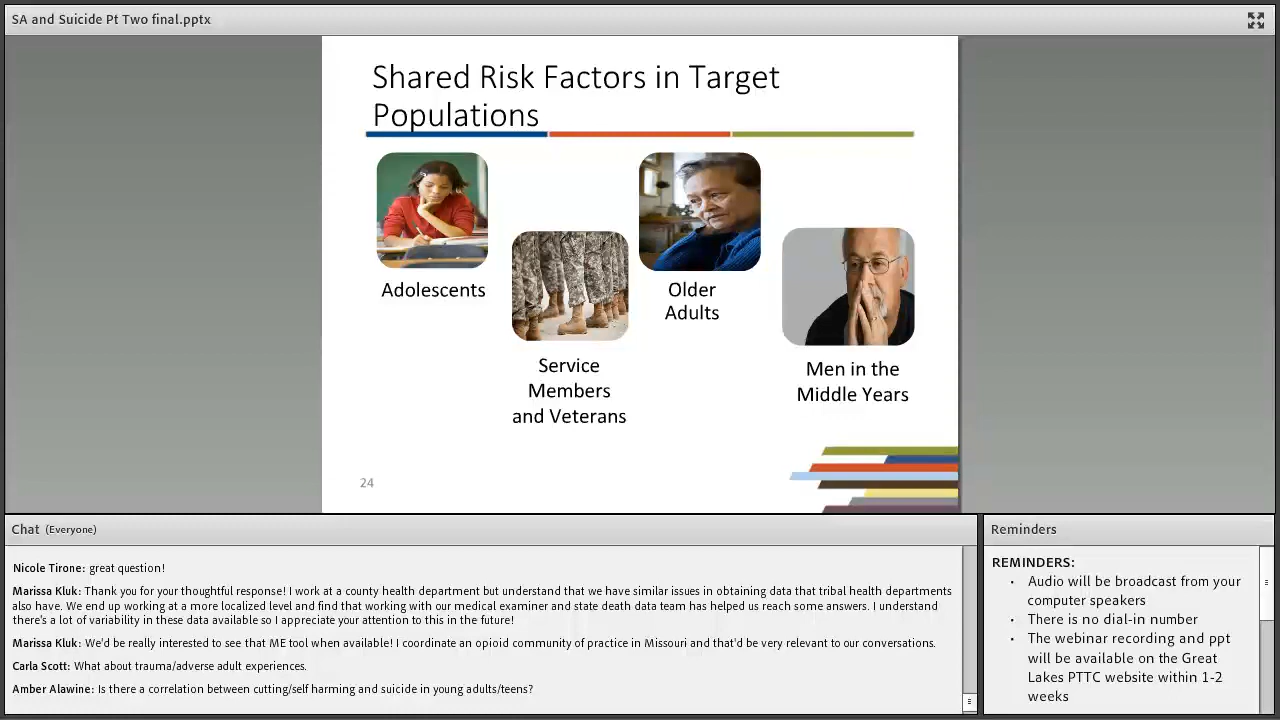 SA and Suicide Pt Two final.pptx
Shared Risk Factors in Target
Populations
Adolescents
Service
Members
and Veterans
Older
Adults
Men in the
Middle Years
24
Chat (Everyone)
Nicole Tirone: great question!
Marissa Kluk: Thank you for your thoughtful response! I work at a county health department but understand that we have similar issues in obtaining data that tribal health departments
also have. We end up working at a more localized level and find that working with our medical examiner and state death data team has helped us reach some answers. I understand
there's a lot of variability in these data available so I appreciate your attention to this in the future!
Marissa Kluk: We'd be really interested to see that ME tool when available! I coordinate an opioid community of practice in Missouri and that'd be very relevant to our conversations.
Carla Scott: What about trauma/adverse adult experiences.
Amber Alawine: Is there a correlation between cutting/self harming and suicide in young adults/teens?
Reminders
REMINDERS:
• Audio will be broadcast from your
computer speakers
• There is no dial-in number
• The webinar recording and ppt
will be available on the Great
Lakes PTTC website within 1-2
weeks